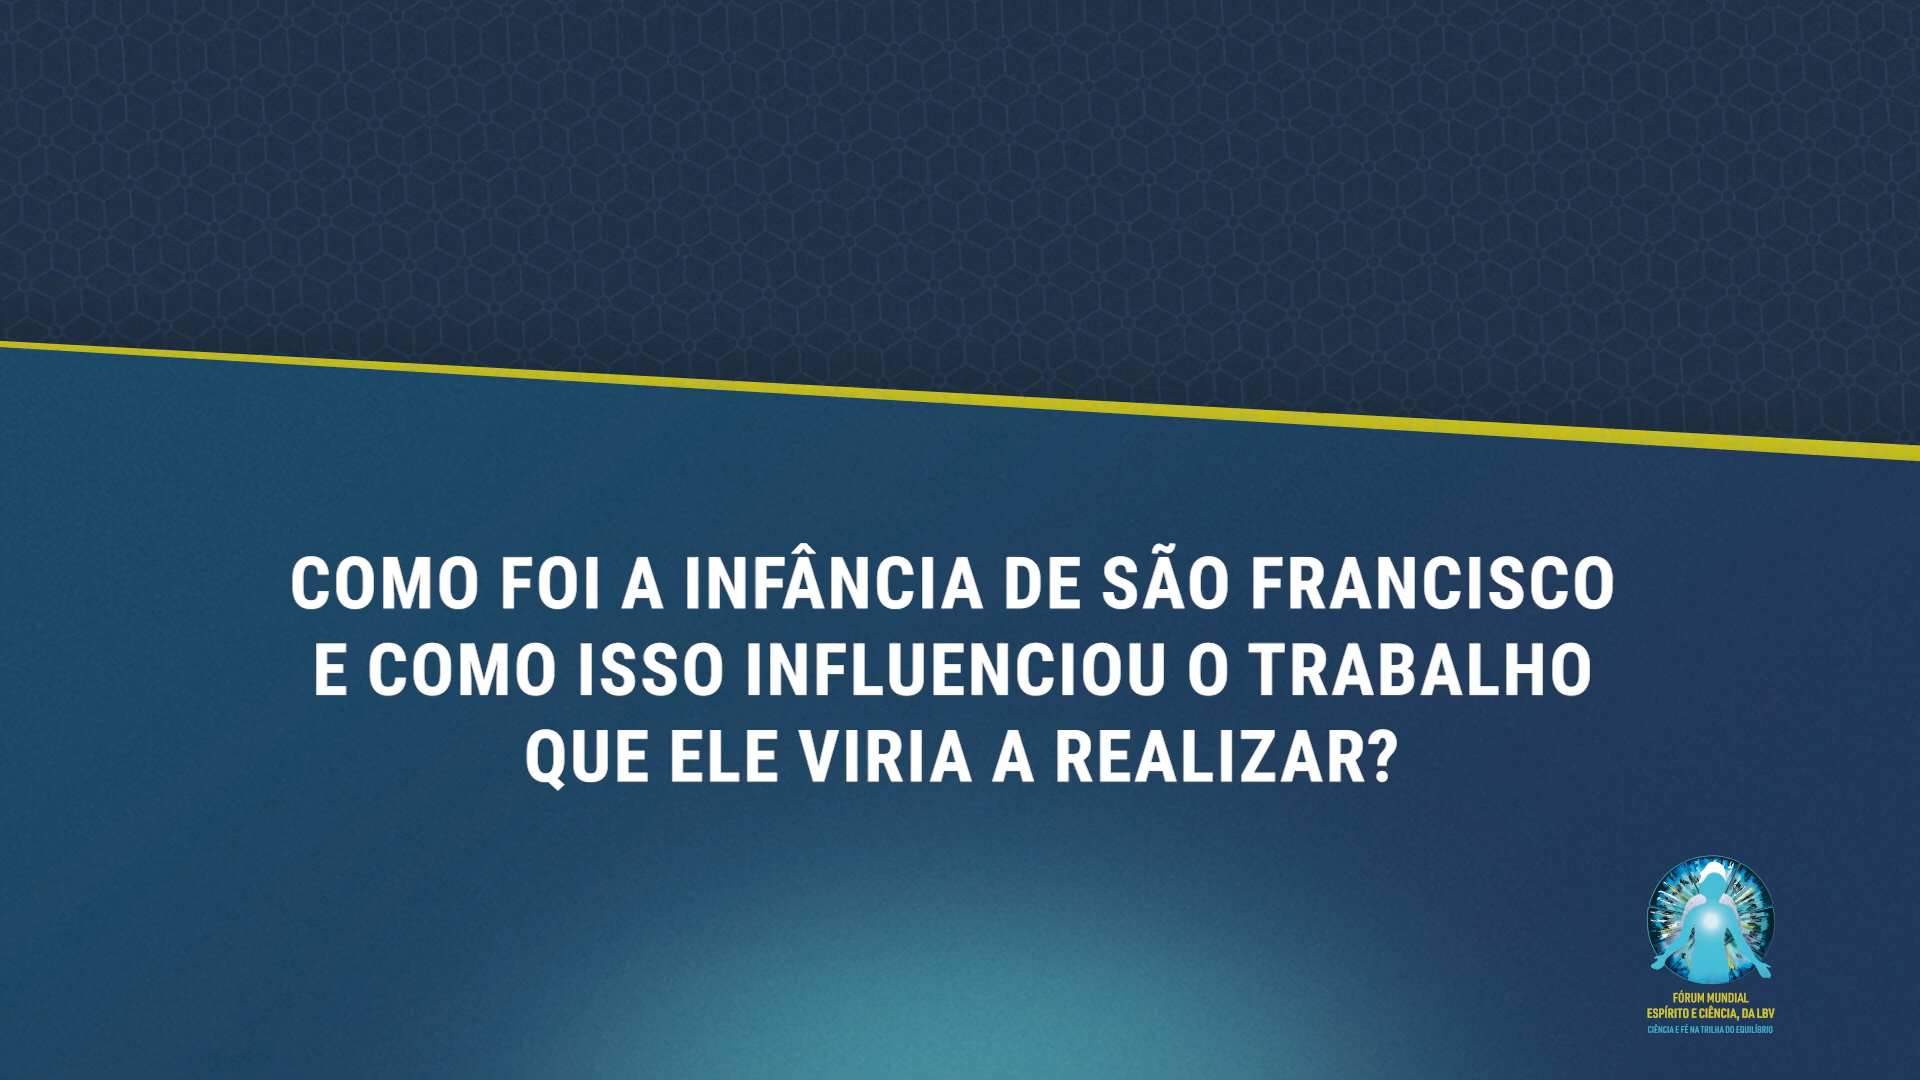 COMO FOI A INFÂNCIA DE SÃO FRANCISCO
E COMO ISSO INFLUENCIOU O TRABALHO
QUE ELE VIRIA A REALIZAR?
FÓRUM MUNDIAL
ESPÍRITO E CIÊNCIA, DA LBV
CIÊNCIA E FÉ NA TRILHA DO EQUILÍBRIO